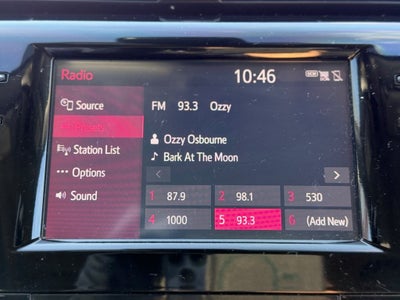 Radio
10:46
Source
Station List
Options
Sound
FM 93.3 Ozzy
Ozzy Osbourne
Bark At The Moon
1 87.9
2 98.1
3 530
4 1000
5 93.3
6 (Add New)